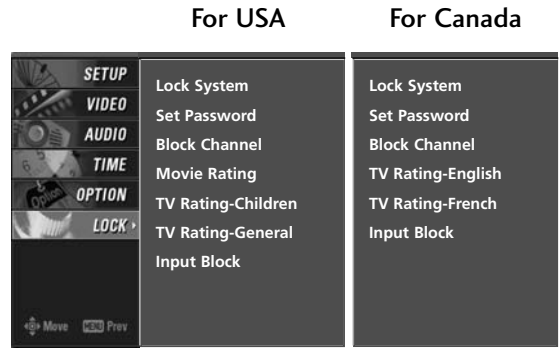 For USA
For Canada
SETUP
VIDEO
AUDIO
TIME
OPTION
LOCK
Move
MENU Prev
Lock System
Set Password
Block Channel
Movie Rating
TV Rating-Children
TV Rating-General
Input Block
Lock System
Set Password
Block Channel
TV Rating-English
TV Rating-French
Input Block